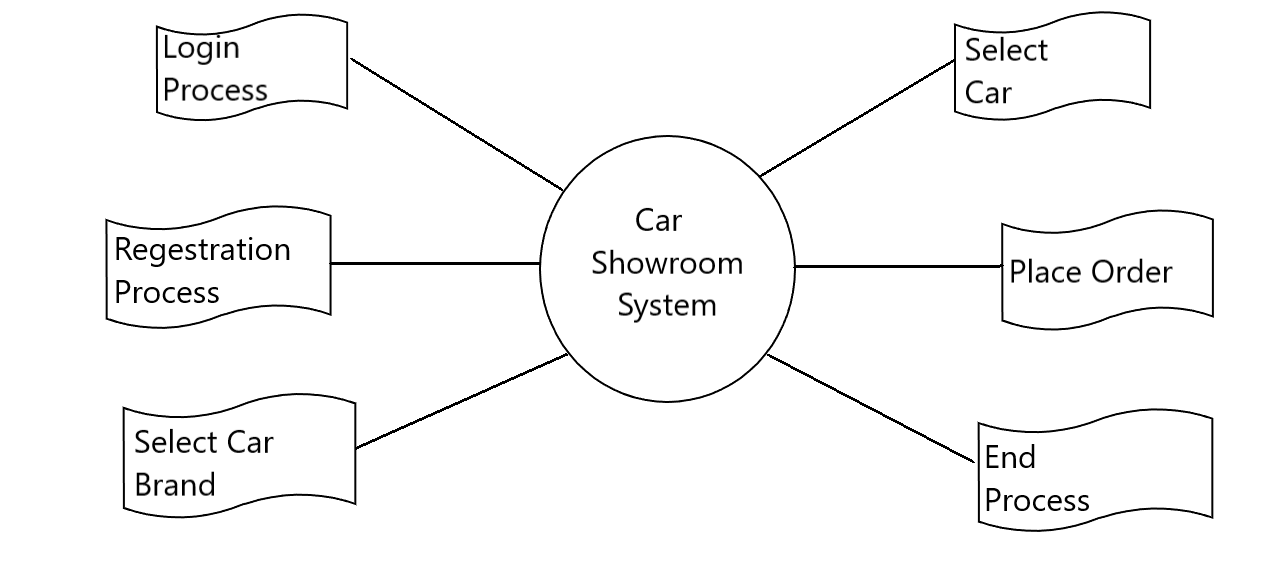 Login
Process
Select
Car
Car
Showroom
System
Regestration
Process
Place Order
Select Car
Brand
End
Process